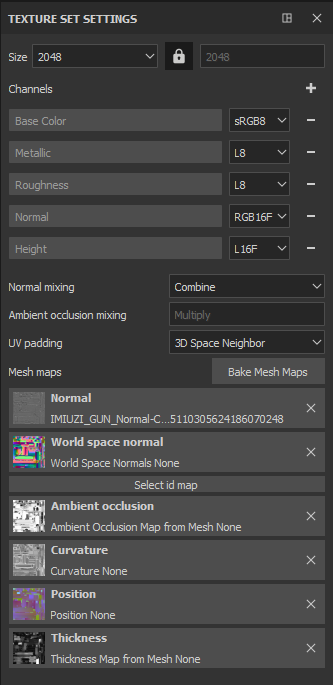 TEXTURE SET SETTINGS
Size 2048 2048
Channels
Base Color sRGB8
Metallic L8
Roughness L8
Normal RGB16F
Height L16F
Normal mixing Combine
Ambient occlusion mixing Multiply
UV padding 3D Space Neighbor
Mesh maps Bake Mesh Maps
Normal
IMIUZI_GUN_Normal-C...5110305624186070248
World space normal
World Space Normals None
Select id map
Ambient occlusion
Ambient Occlusion Map from Mesh None
Curvature
Curvature None
Position
Position None
Thickness
Thickness Map from Mesh None